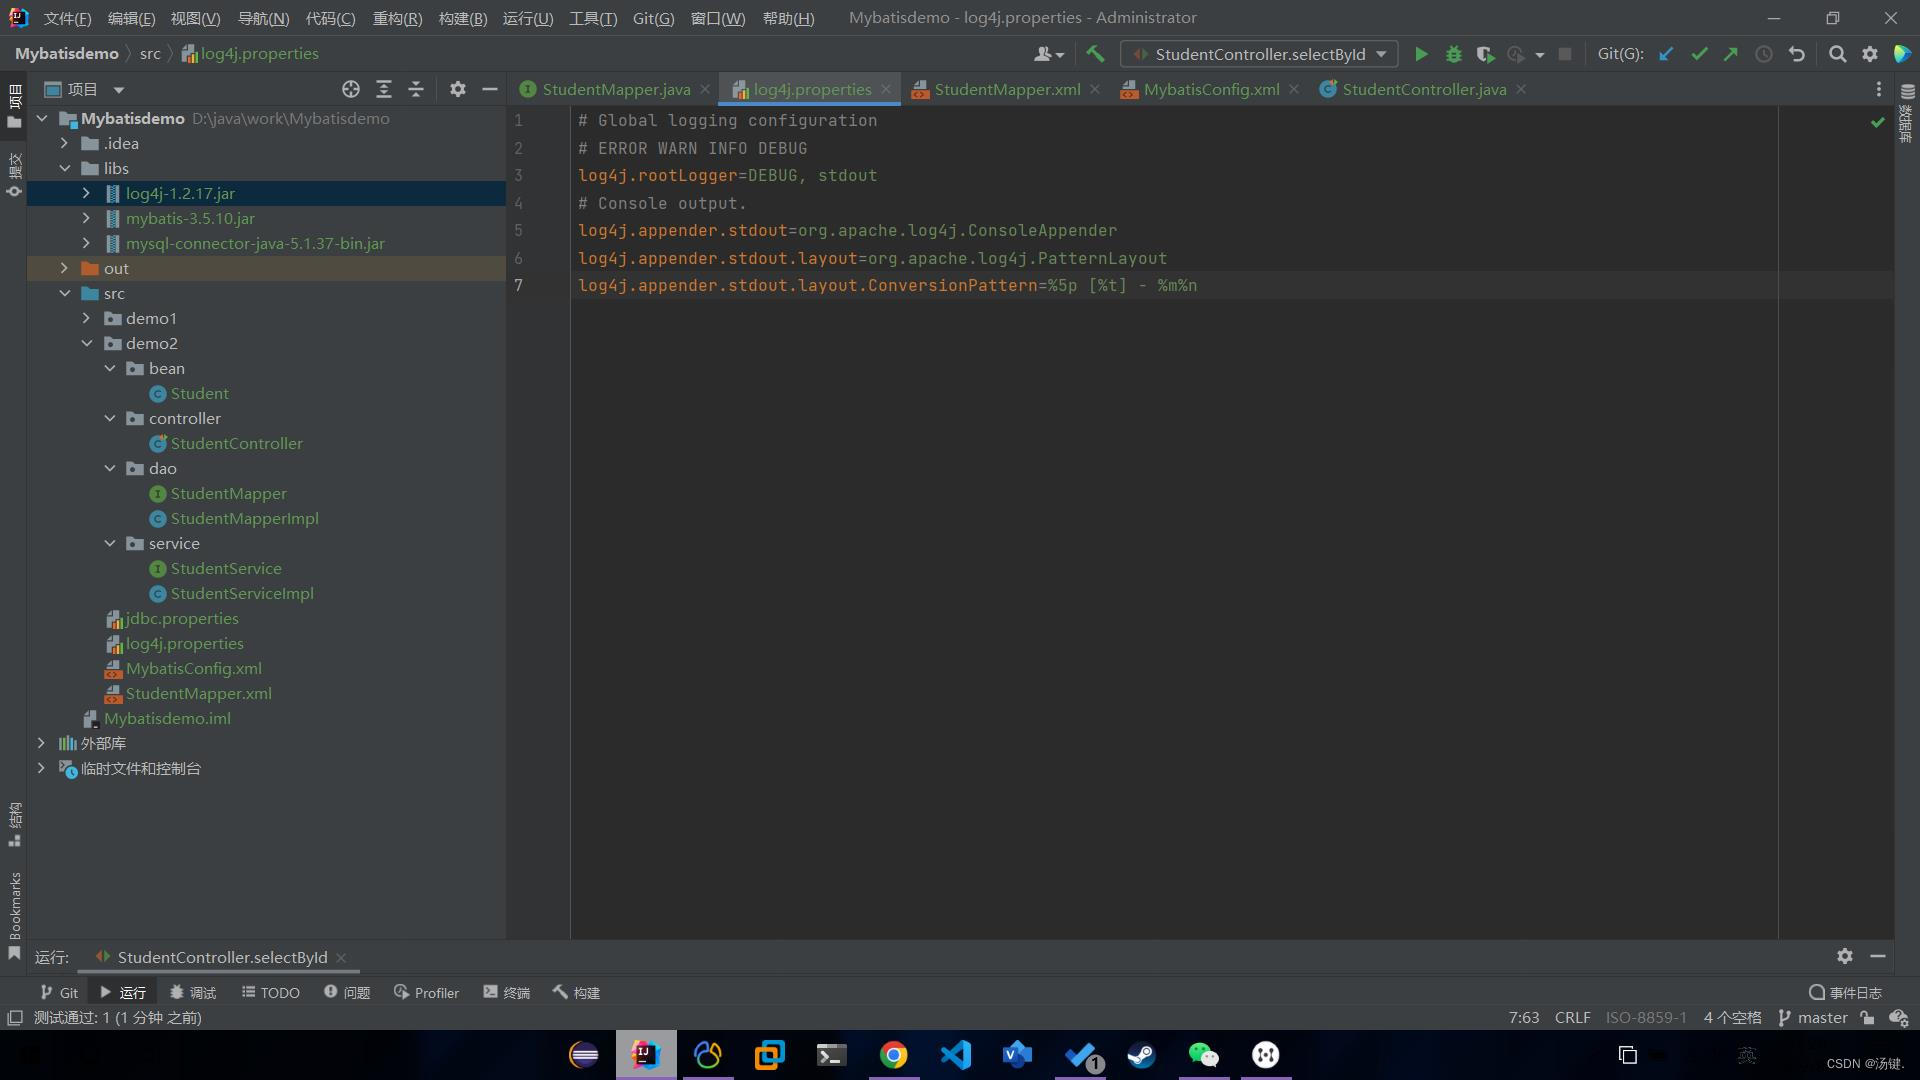 文件(F) 编辑(E) 视图(V) 导航(N) 代码(C) 重构(R) 构建(B) 运行(U) 工具(T) Git(G) 窗口(W) 帮助(H) Mybatisdemo - log4j.properties - Administrator
Mybatisdemo src log4j.properties StudentController.selectById Git(G):
项目
StudentMapper.java log4j.properties StudentMapper.xml MybatisConfig.xml StudentController.java
项目
提交
结构
Bookmarks
数据库
Mybatisdemo D:\java\work\Mybatisdemo
.idea
libs
log4j-1.2.17.jar
mybatis-3.5.10.jar
mysql-connector-java-5.1.37-bin.jar
out
src
demo1
demo2
bean
Student
controller
StudentController
dao
StudentMapper
StudentMapperImpl
service
StudentService
StudentServiceImpl
jdbc.properties
log4j.properties
MybatisConfig.xml
StudentMapper.xml
Mybatisdemo.iml
外部库
临时文件和控制台
1 # Global logging configuration
2 # ERROR WARN INFO DEBUG
3 log4j.rootLogger=DEBUG, stdout
4 # Console output.
5 log4j.appender.stdout=org.apache.log4j.ConsoleAppender
6 log4j.appender.stdout.layout=org.apache.log4j.PatternLayout
7 log4j.appender.stdout.layout.ConversionPattern=%5p [%t] - %m%n
运行: StudentController.selectById
Git 运行 调试 TODO 问题 Profiler 终端 构建 事件日志
测试通过: 1 (1 分钟 之前) 7:63 CRLF ISO-8859-1 4 个空格 master
1
英
CSDN @汤键.